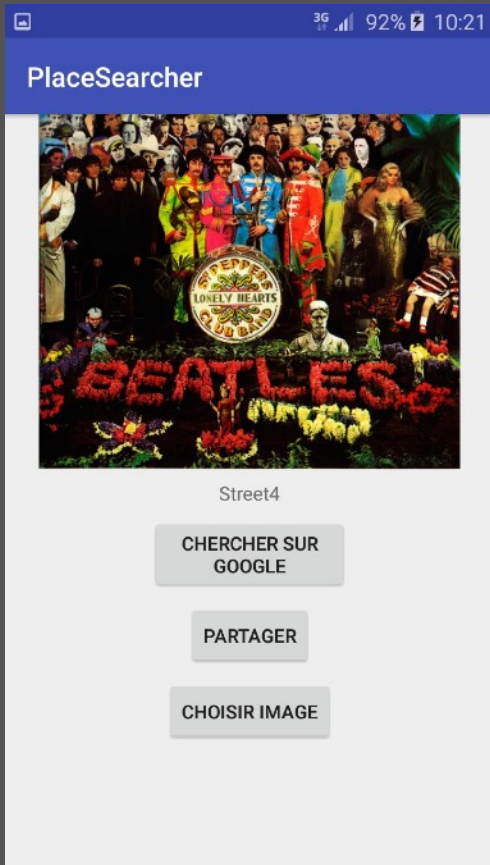 3G 92% 10:21
PlaceSearcher
SGT PEPPERS
LONELY HEARTS
CLUB BAND
BEATLES
Street4
CHERCHER SUR
GOOGLE
PARTAGER
CHOISIR IMAGE